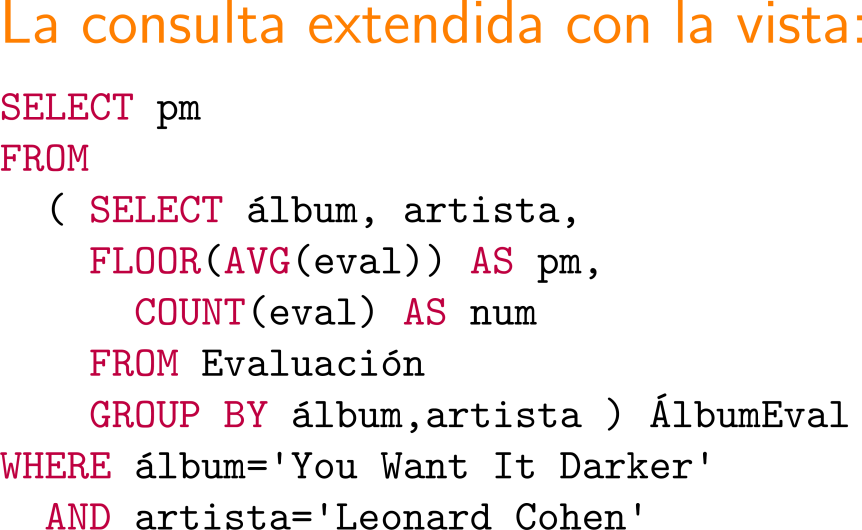 La consulta extendida con la vista:
SELECT pm
FROM
( SELECT álbum, artista,
FLOOR(AVG(eval)) AS pm,
COUNT(eval) AS num
FROM Evaluación
GROUP BY álbum,artista ) ÁlbumEval
WHERE álbum='You Want It Darker'
AND artista='Leonard Cohen'